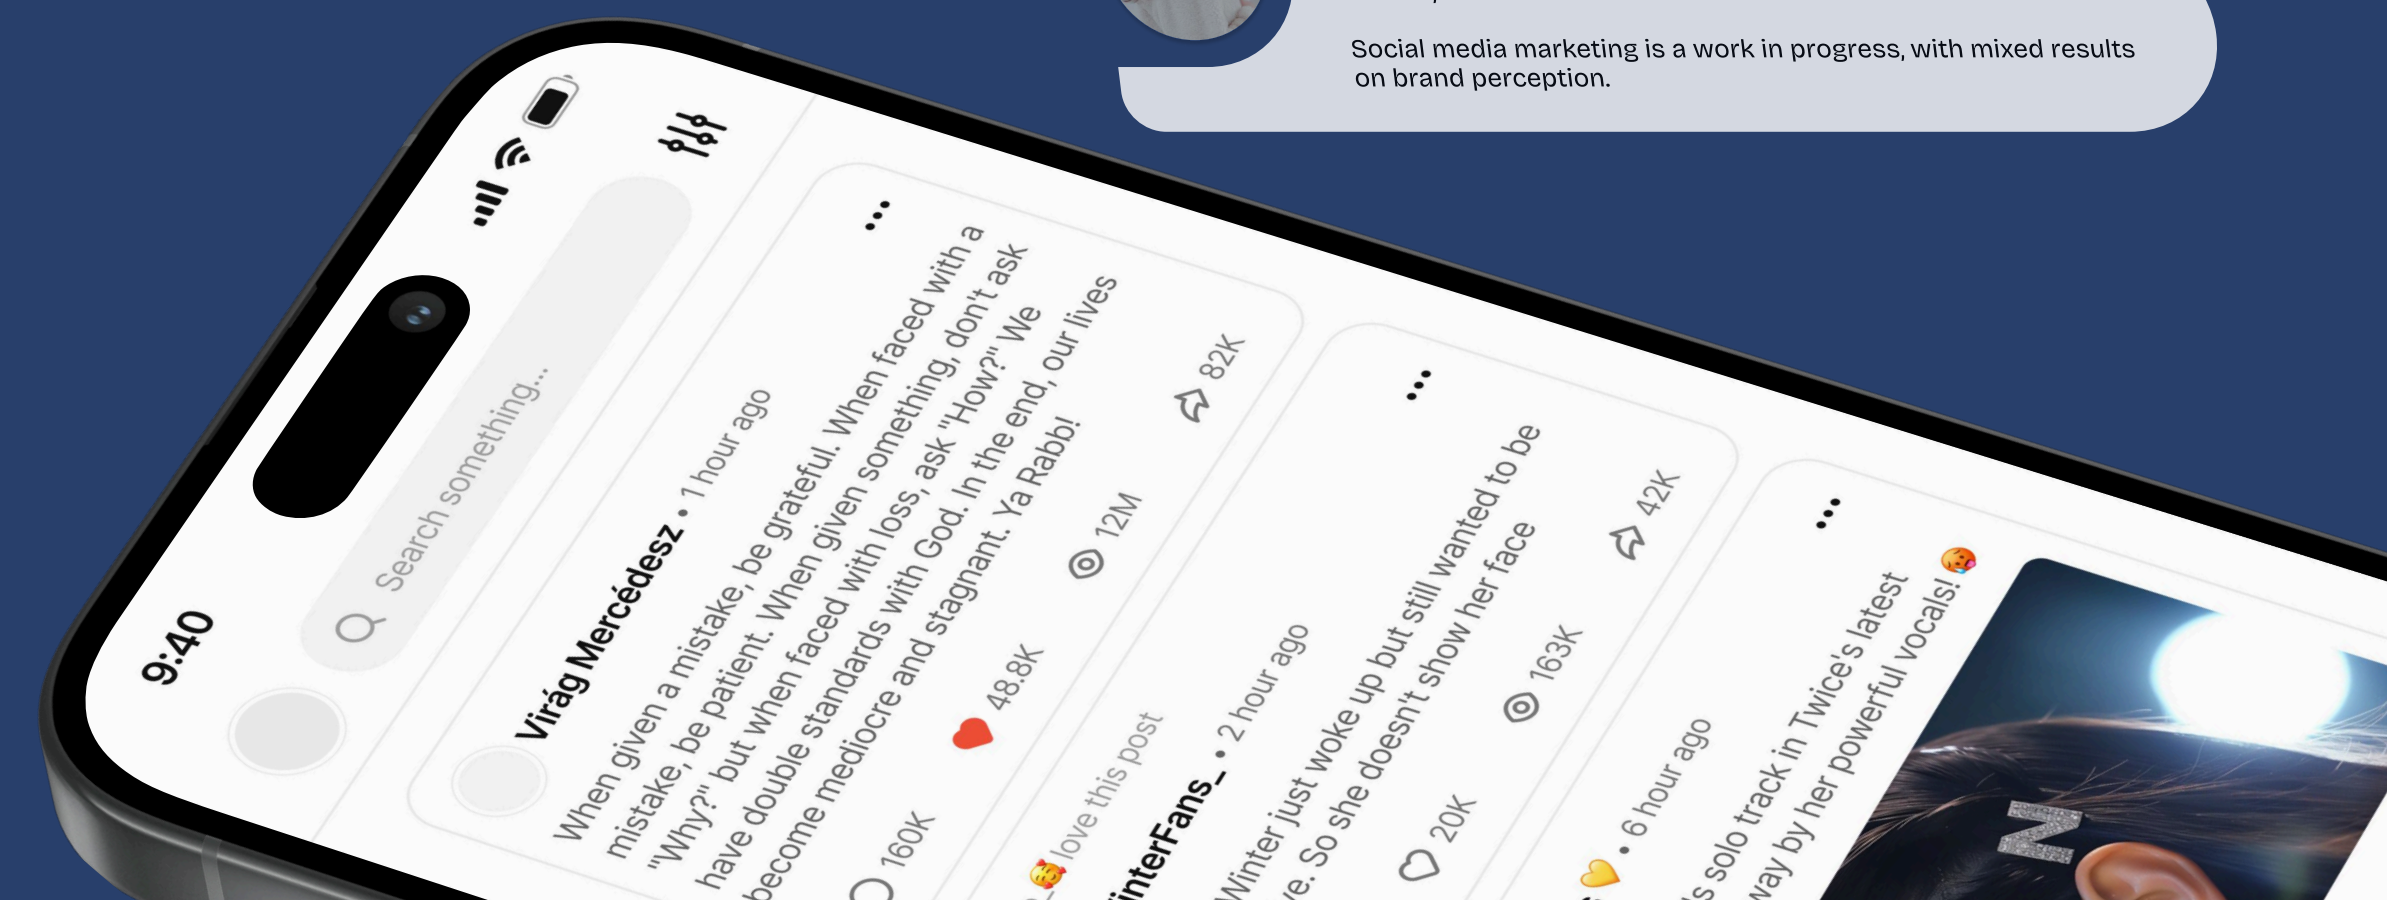 Social media marketing is a work in progress, with mixed results
on brand perception.
9:40
Search something...
Virág Mercédesz • 1 hour ago
When given a mistake, be grateful. When faced with a
mistake, be patient. When given something, don't ask
"Why?" but when faced with loss, ask "How?" We
have double standards with God. In the end, our lives
become mediocre and stagnant. Ya Rabb!
160K 48.8K 12M 82K
🥰 love this post
interFans_ • 2 hour ago
Winter just woke up but still wanted to be
ve. So she doesn't show her face
20K 163K 42K
💛 • 6 hour ago
's solo track in Twice's latest
way by her powerful vocals! 🥵
N